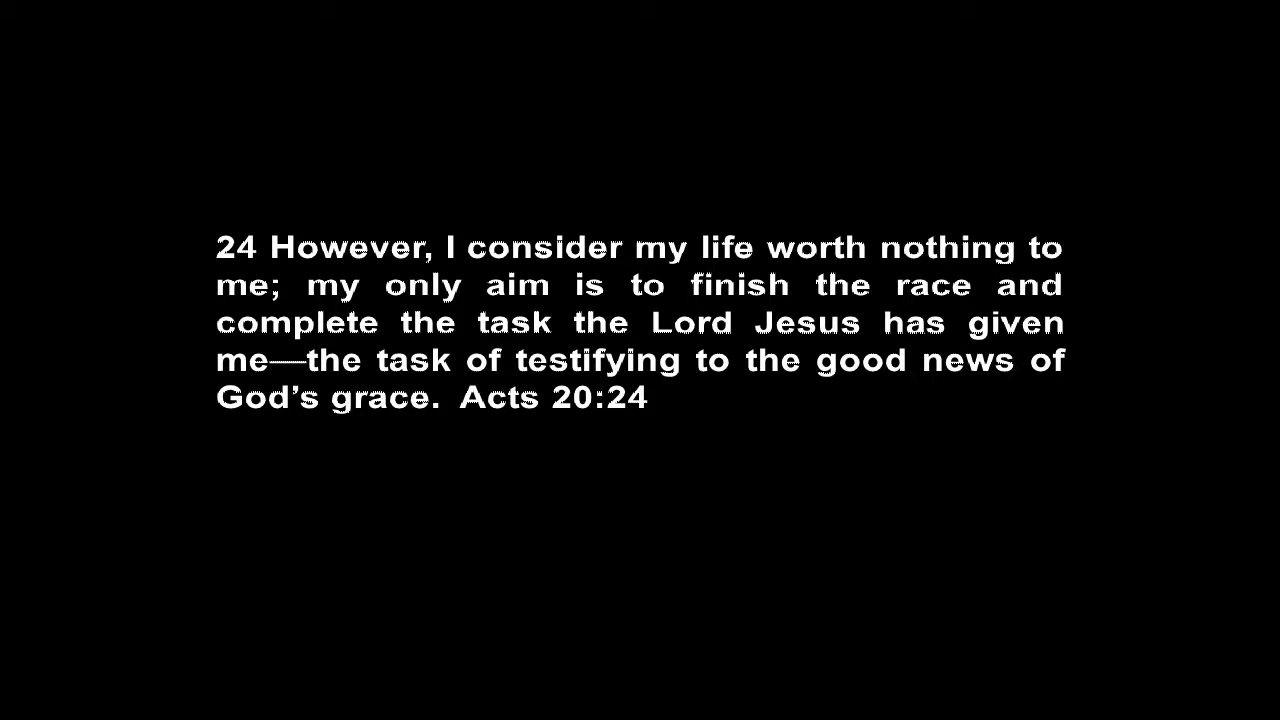 24 However, I consider my life worth nothing to
me; my only aim is to finish the race and
complete the task the Lord Jesus has given
me—the task of testifying to the good news of
God’s grace.  Acts 20:24